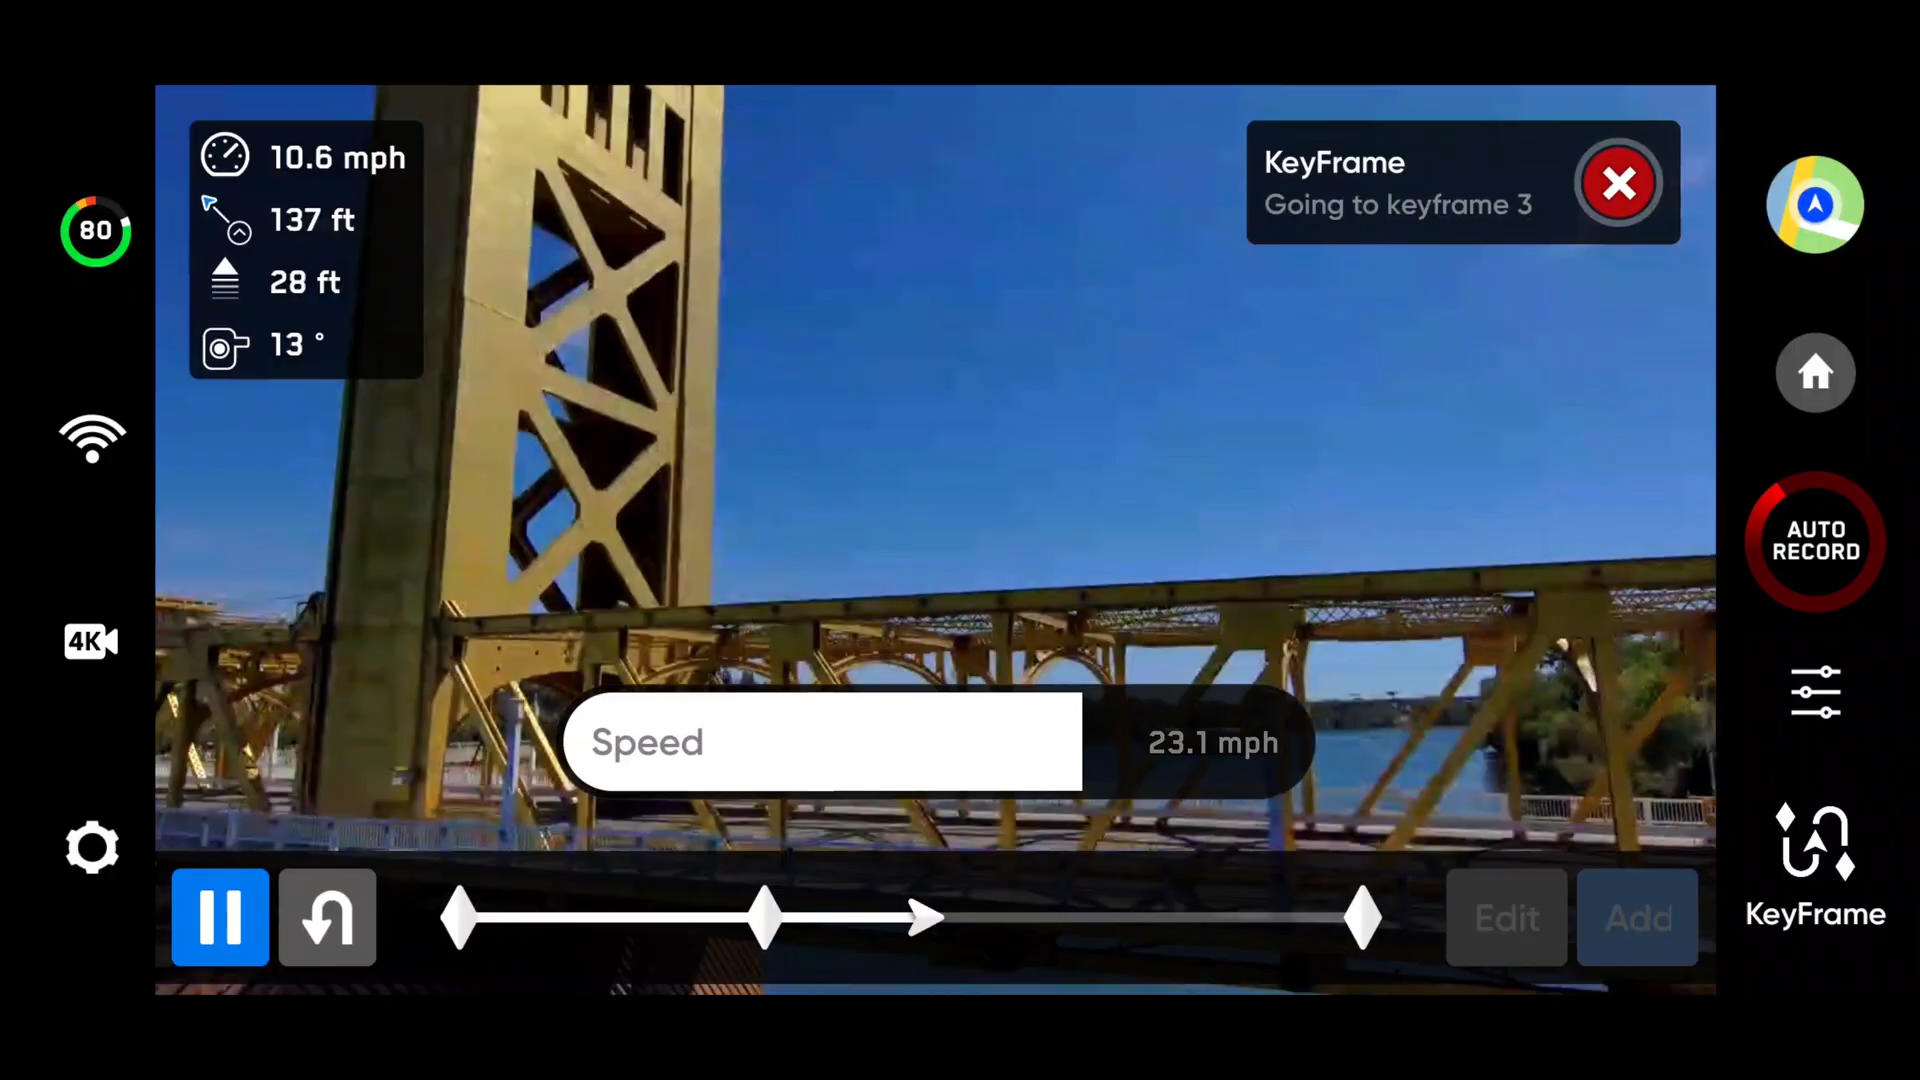 10.6 mph
137 ft
28 ft
13 °
80
4K
KeyFrame
Going to keyframe 3
AUTO
RECORD
Speed
23.1 mph
Edit
Add
KeyFrame